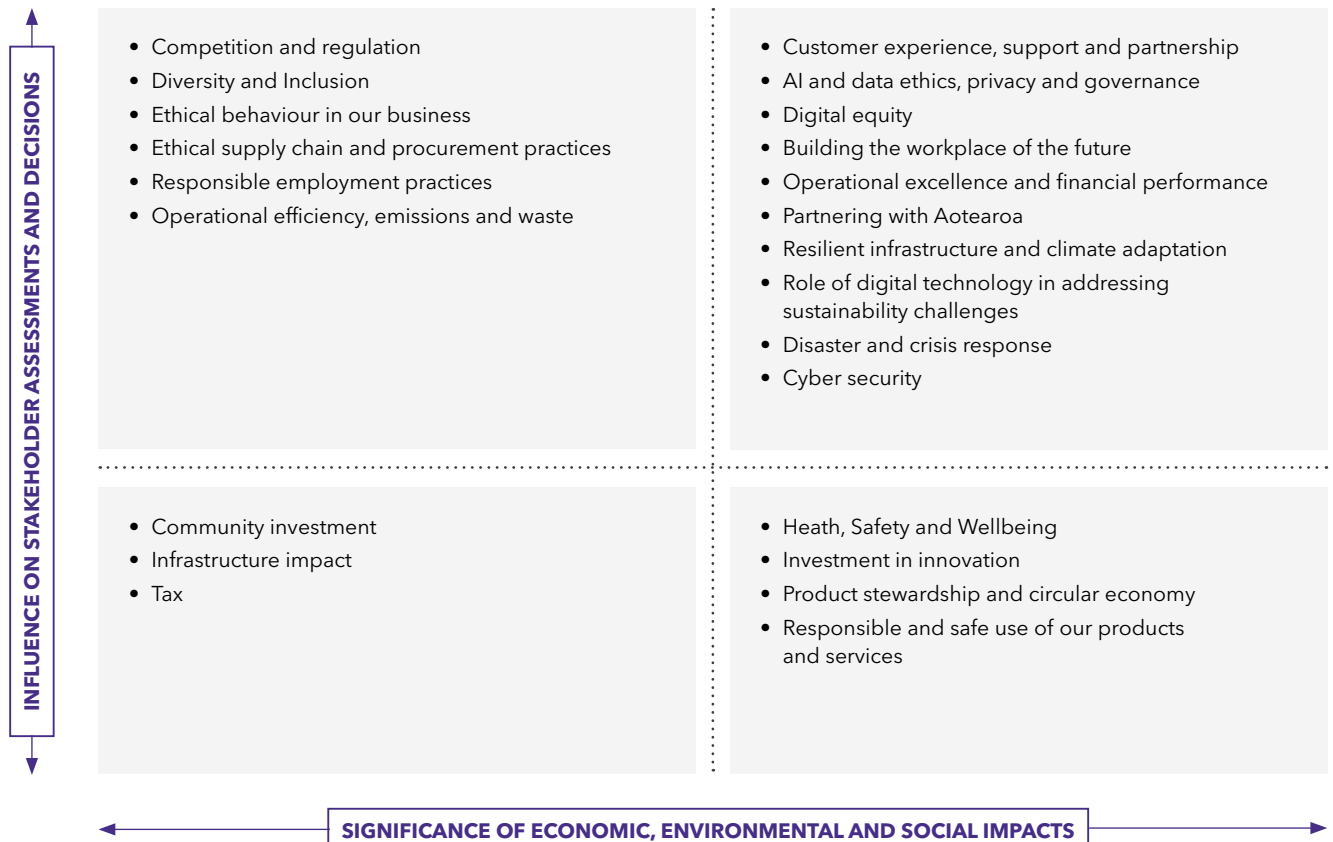 INFLUENCE ON STAKEHOLDER ASSESSMENTS AND DECISIONS
• Competition and regulation
• Diversity and Inclusion
• Ethical behaviour in our business
• Ethical supply chain and procurement practices
• Responsible employment practices
• Operational efficiency, emissions and waste
• Customer experience, support and partnership
• AI and data ethics, privacy and governance
• Digital equity
• Building the workplace of the future
• Operational excellence and financial performance
• Partnering with Aotearoa
• Resilient infrastructure and climate adaptation
• Role of digital technology in addressing
sustainability challenges
• Disaster and crisis response
• Cyber security
• Community investment
• Infrastructure impact
• Tax
• Heath, Safety and Wellbeing
• Investment in innovation
• Product stewardship and circular economy
• Responsible and safe use of our products
and services
SIGNIFICANCE OF ECONOMIC, ENVIRONMENTAL AND SOCIAL IMPACTS